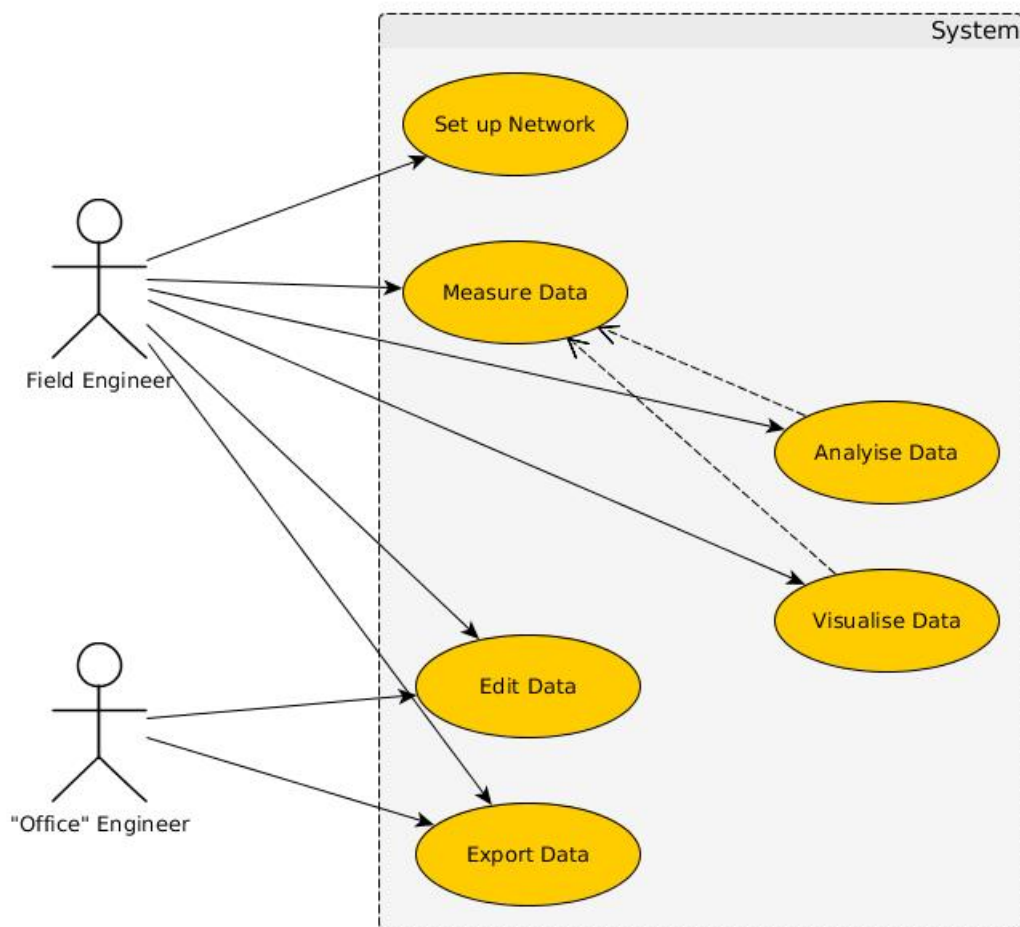 System
Set up Network
Measure Data
Field Engineer
Analyise Data
Visualise Data
Edit Data
"Office" Engineer
Export Data